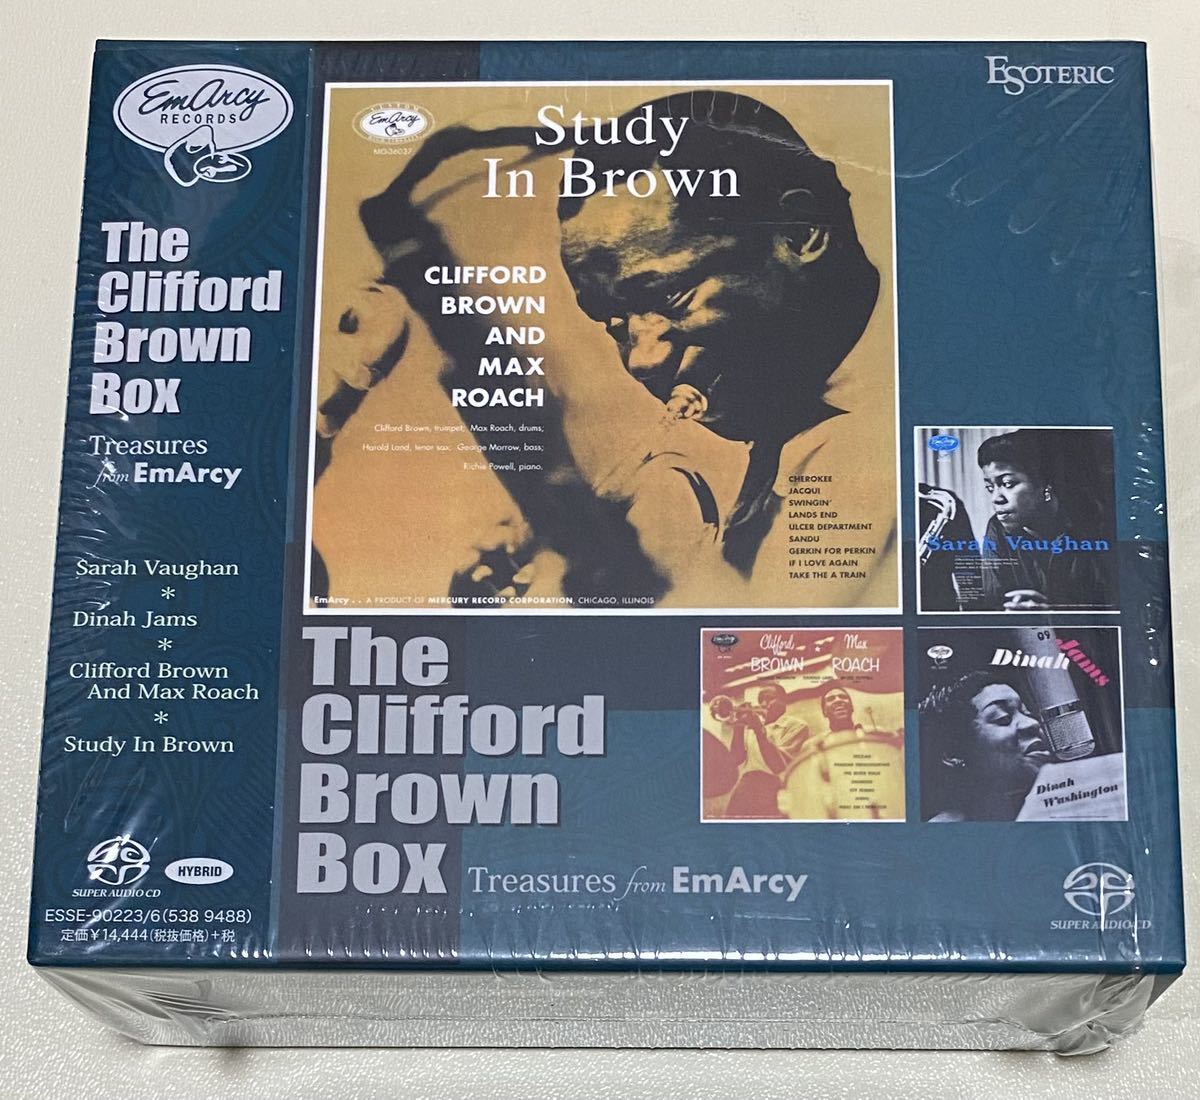 EmArcy
RECORDS
The
Clifford
Brown
Box
Treasures
from EmArcy
Sarah Vaughan
*
Dinah Jams
*
Clifford Brown
And Max Roach
*
Study In Brown
SUPER AUDIO CD
HYBRID
ESSE-90223/6(538 9488)
定価¥14,444(税抜価格)+税
ESOTERIC
EmArcy
MG-36037
Study
In Brown
CLIFFORD
BROWN
AND
MAX
ROACH
Clifford Brown, trumpet; Max Roach, drums;
Harold Land, tenor sax; George Morrow, bass;
Richie Powell, piano.
CHEROKEE
JACQUI
SWINGIN'
LANDS END
ULCER DEPARTMENT
SANDU
GERKIN FOR PERKIN
IF I LOVE AGAIN
TAKE THE A TRAIN
EmArcy . . A PRODUCT OF MERCURY RECORD CORPORATION, CHICAGO, ILLINOIS
EmArcy
Sarah Vaughan
Clifford Max
BROWN ROACH
EmArcy
Dinah
Jams
Dinah
Washington
The
Clifford
Brown
Box
Treasures from EmArcy
SUPER AUDIO CD